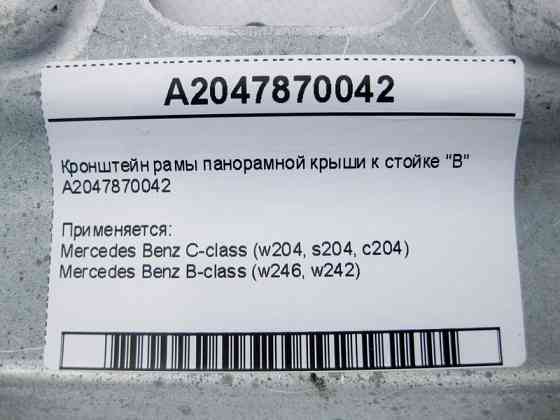 A2047870042
Кронштейн рамы панорамной крыши к стойке "B"
A2047870042
Применяется:
Mercedes Benz C-class (w204, s204, c204)
Mercedes Benz B-class (w246, w242)